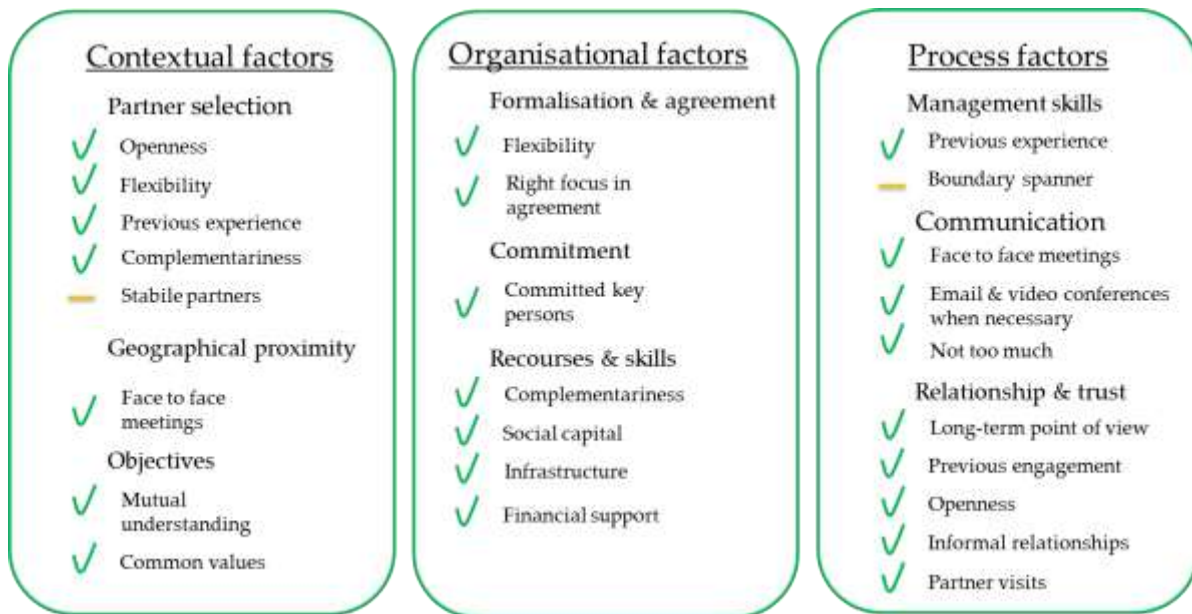 Contextual factors
Partner selection
Openness
Flexibility
Previous experience
Complementariness
Stabile partners
Geographical proximity
Face to face
meetings
Objectives
Mutual
understanding
Common values
Organisational factors
Formalisation & agreement
Flexibility
Right focus in
agreement
Commitment
Committed key
persons
Recourses & skills
Complementariness
Social capital
Infrastructure
Financial support
Process factors
Management skills
Previous experience
Boundary spanner
Communication
Face to face meetings
Email & video conferences
when necessary
Not too much
Relationship & trust
Long-term point of view
Previous engagement
Openness
Informal relationships
Partner visits